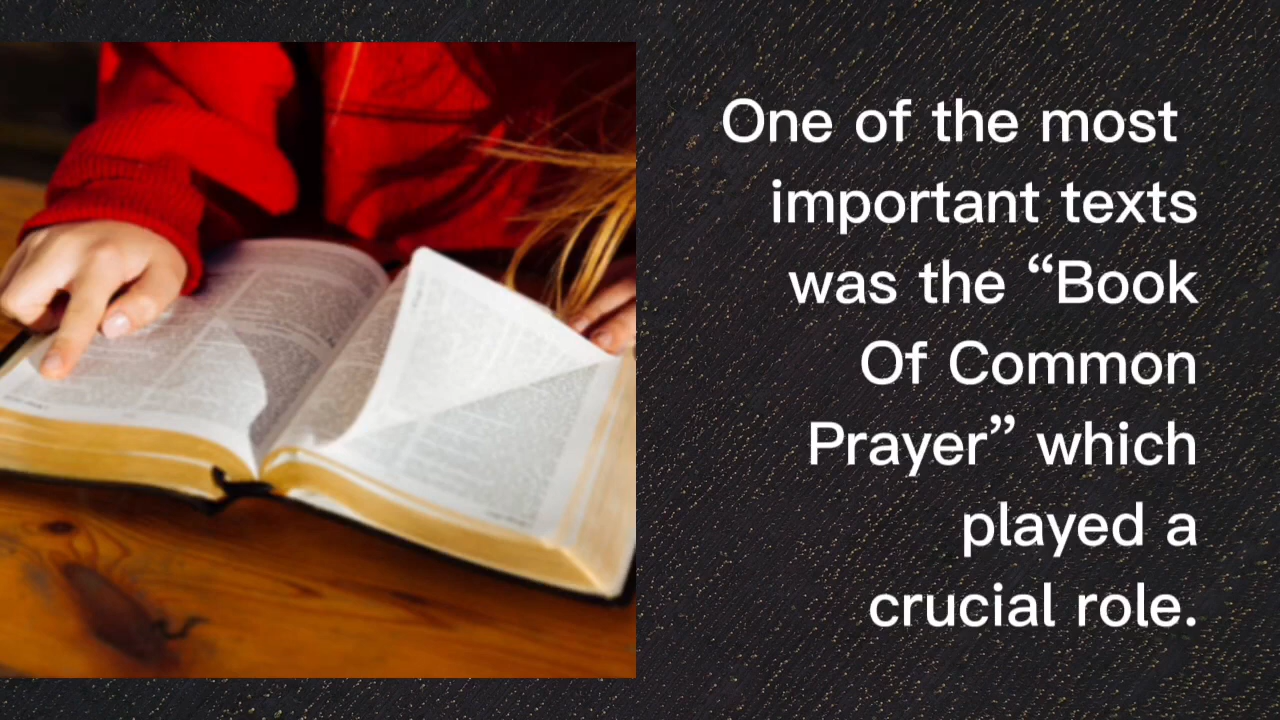 One of the most
important texts
was the “Book
Of Common
Prayer” which
played a
crucial role.